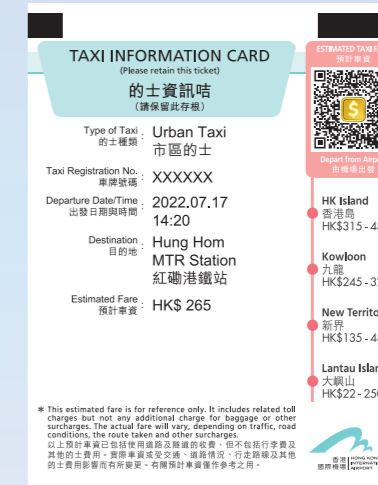 TAXI INFORMATION CARD
(Please retain this ticket)
的士資訊咭
(請保留此存根)
Type of Taxi : Urban Taxi
的士種類 市區的士
Taxi Registration No. : XXXXXX
車牌號碼
Departure Date/Time : 2022.07.17
出發日期與時間 14:20
Destination : Hung Hom
目的地 MTR Station
紅磡港鐵站
Estimated Fare : HK$ 265
預計車資
* This estimated fare is for reference only. It includes related toll
charges but not any additional charge for baggage or other
surcharges. The actual fare will vary, depending on traffic, road
conditions, the route taken and other surcharges.
以上預計車資已包括使用道路及隧道的收費，但不包括行李費及
其他的士費用。實際車資或受交通、道路情況、行走路線及其他
的士費用影響而有所更改。有關預計車資僅作參考之用。
ESTIMATED TAXI
預計車資
$
Depart from
由機場出發
HK Island
香港島
HK$315 -
Kowloon
九龍
HK$245 -
New
新界
HK$135 -
Lantau
大嶼山
HK$22 -
香港 HONG
國際機場 AIRPORT